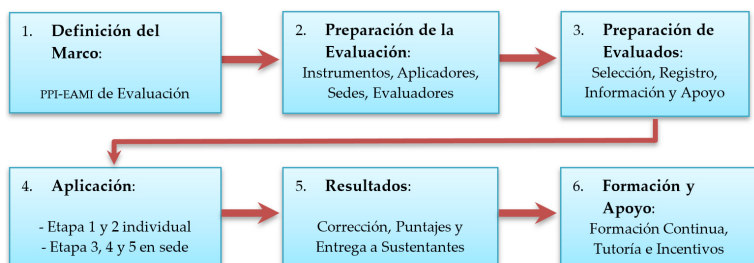 1. Definición del
Marco:
PPI-EAMI de Evaluación
2. Preparación de la
Evaluación:
Instrumentos, Aplicadores,
Sedes, Evaluadores
3. Preparación de
Evaluados:
Selección, Registro,
Información y Apoyo
4. Aplicación:
- Etapa 1 y 2 individual
- Etapa 3, 4 y 5 en sede
5. Resultados:
Corrección, Puntajes y
Entrega a Sustentantes
6. Formación y
Apoyo:
Formación Continua,
Tutoría e Incentivos